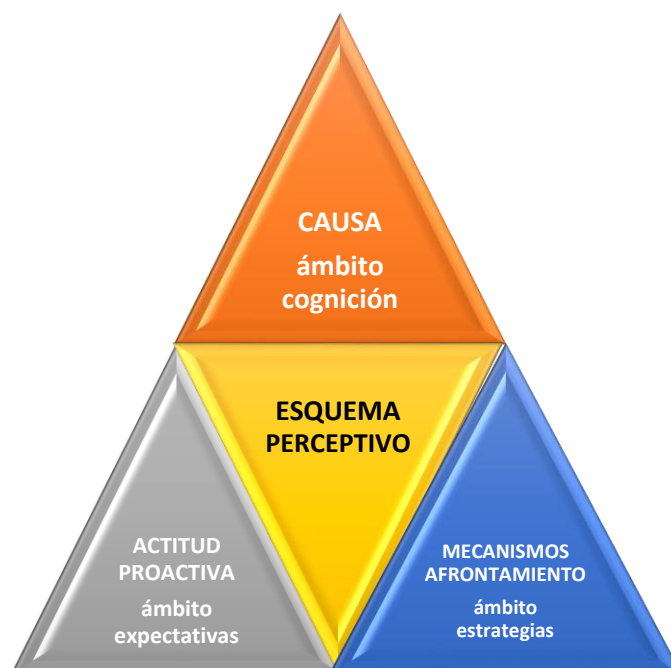 CAUSA
ámbito
cognición
ESQUEMA
PERCEPTIVO
ACTITUD
PROACTIVA
ámbito
expectativas
MECANISMOS
AFRONTAMIENTO
ámbito
estrategias